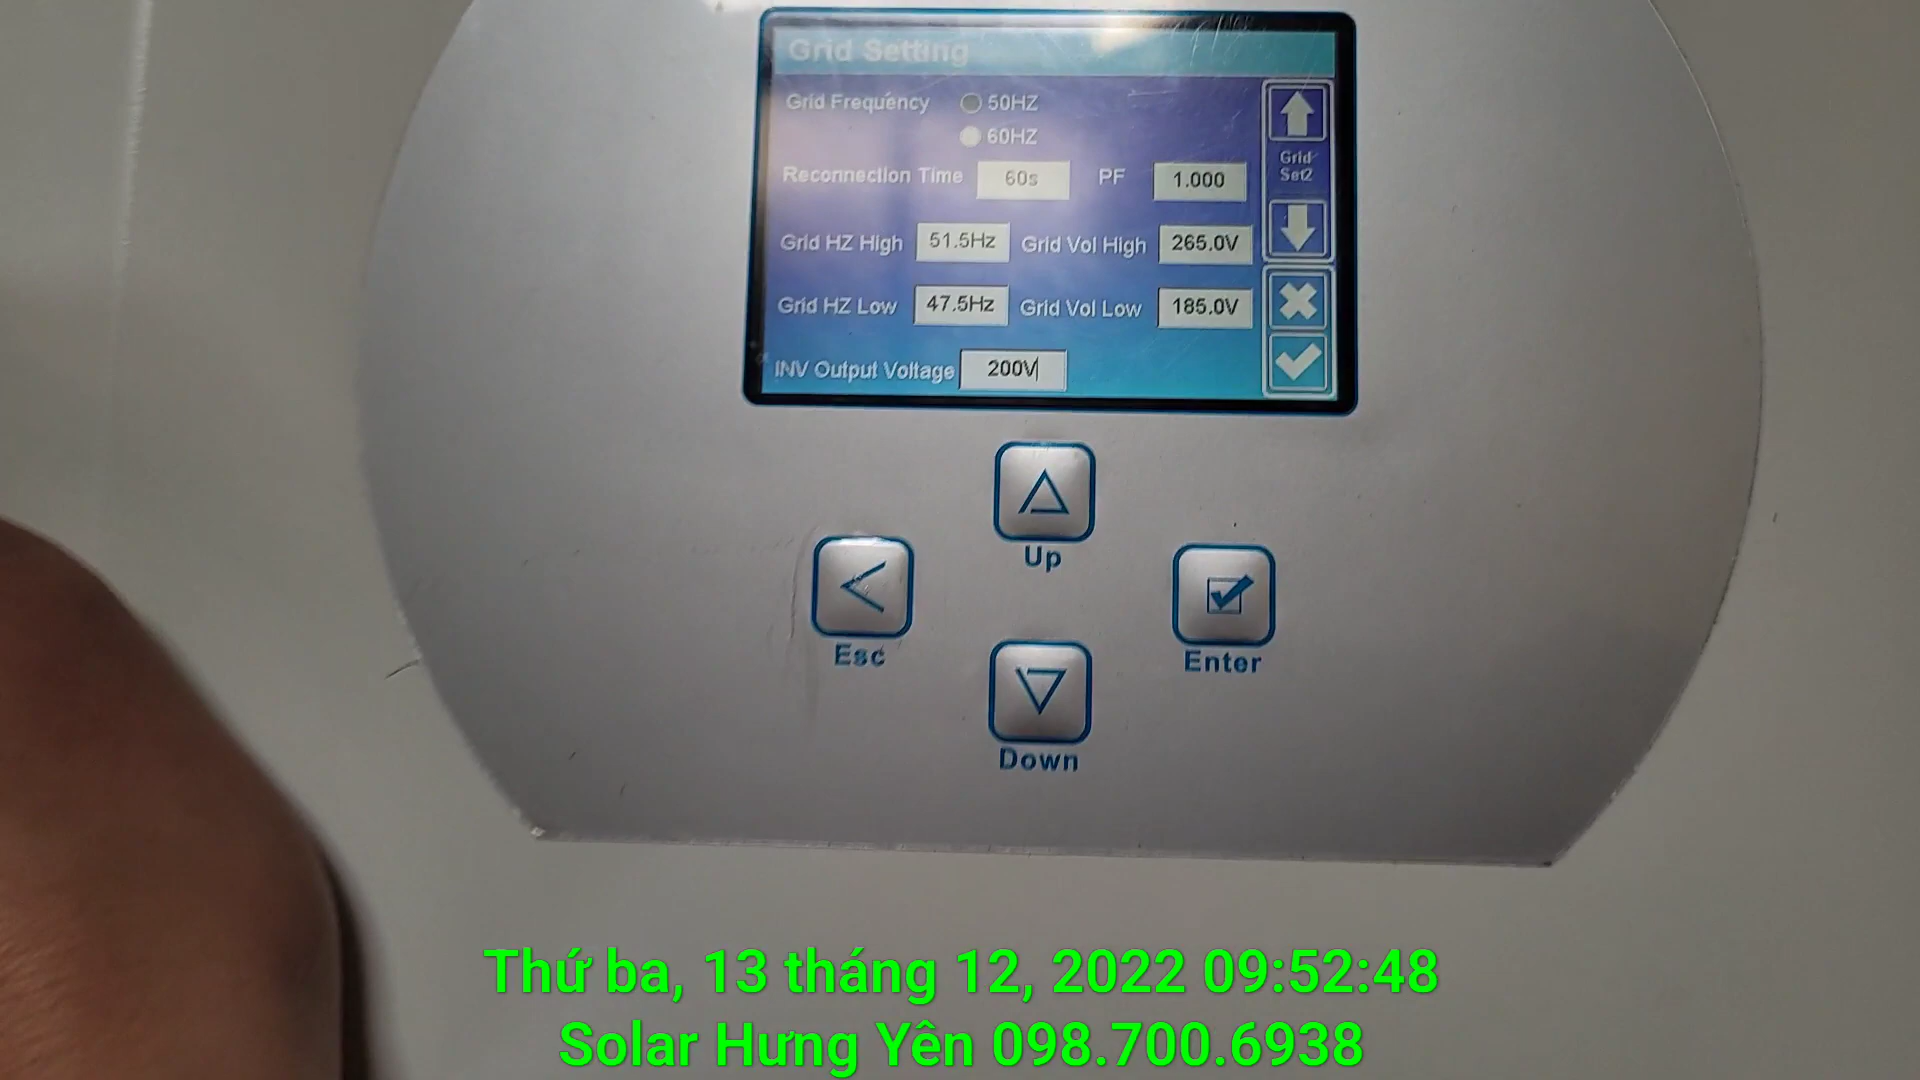 Grid Setting
Grid Frequency 50HZ
60HZ
Reconnection Time 60s PF 1.000
Grid HZ High 51.5Hz Grid Vol High 265.0V
Grid HZ Low 47.5Hz Grid Vol Low 185.0V
INV Output Voltage 200V
Grid
Set2
Up
Esc
Enter
Down
Thứ ba, 13 tháng 12, 2022 09:52:48
Solar Hưng Yên 098.700.6938